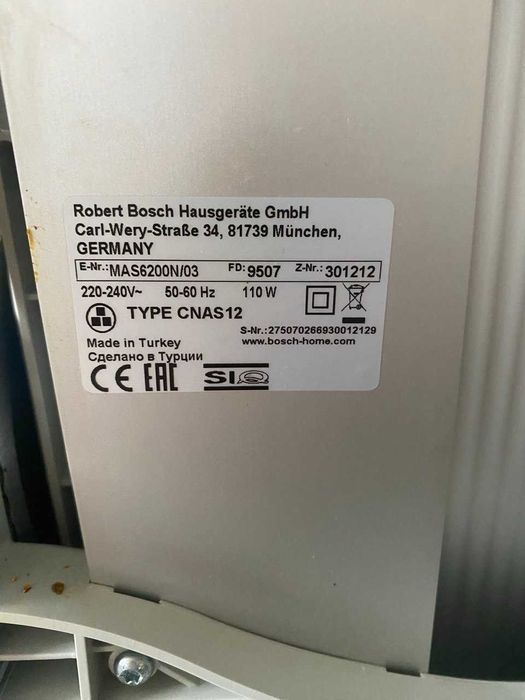 Robert Bosch Hausgeräte GmbH
Carl-Wery-Straße 34, 81739 München,
GERMANY
E-Nr.: MAS6200N/03 FD: 9507 Z-Nr.: 301212
220-240V~ 50-60 Hz 110 W
TYPE CNAS12
S-Nr.: 275070266930012129
Made in Turkey www.bosch-home.com
Сделано в Турции
CE EAC SIQ